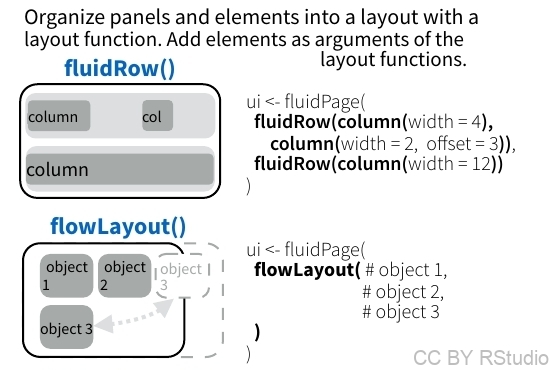 Organize panels and elements into a layout with a
layout function. Add elements as arguments of the
layout functions.
fluidRow()
column
col
column
ui <- fluidPage(
fluidRow(column(width = 4),
column(width = 2, offset = 3)),
fluidRow(column(width = 12))
)
flowLayout()
object
1
object
2
object
3
object 3
ui <- fluidPage(
flowLayout( # object 1,
# object 2,
# object 3
)
)
CC BY RStudio